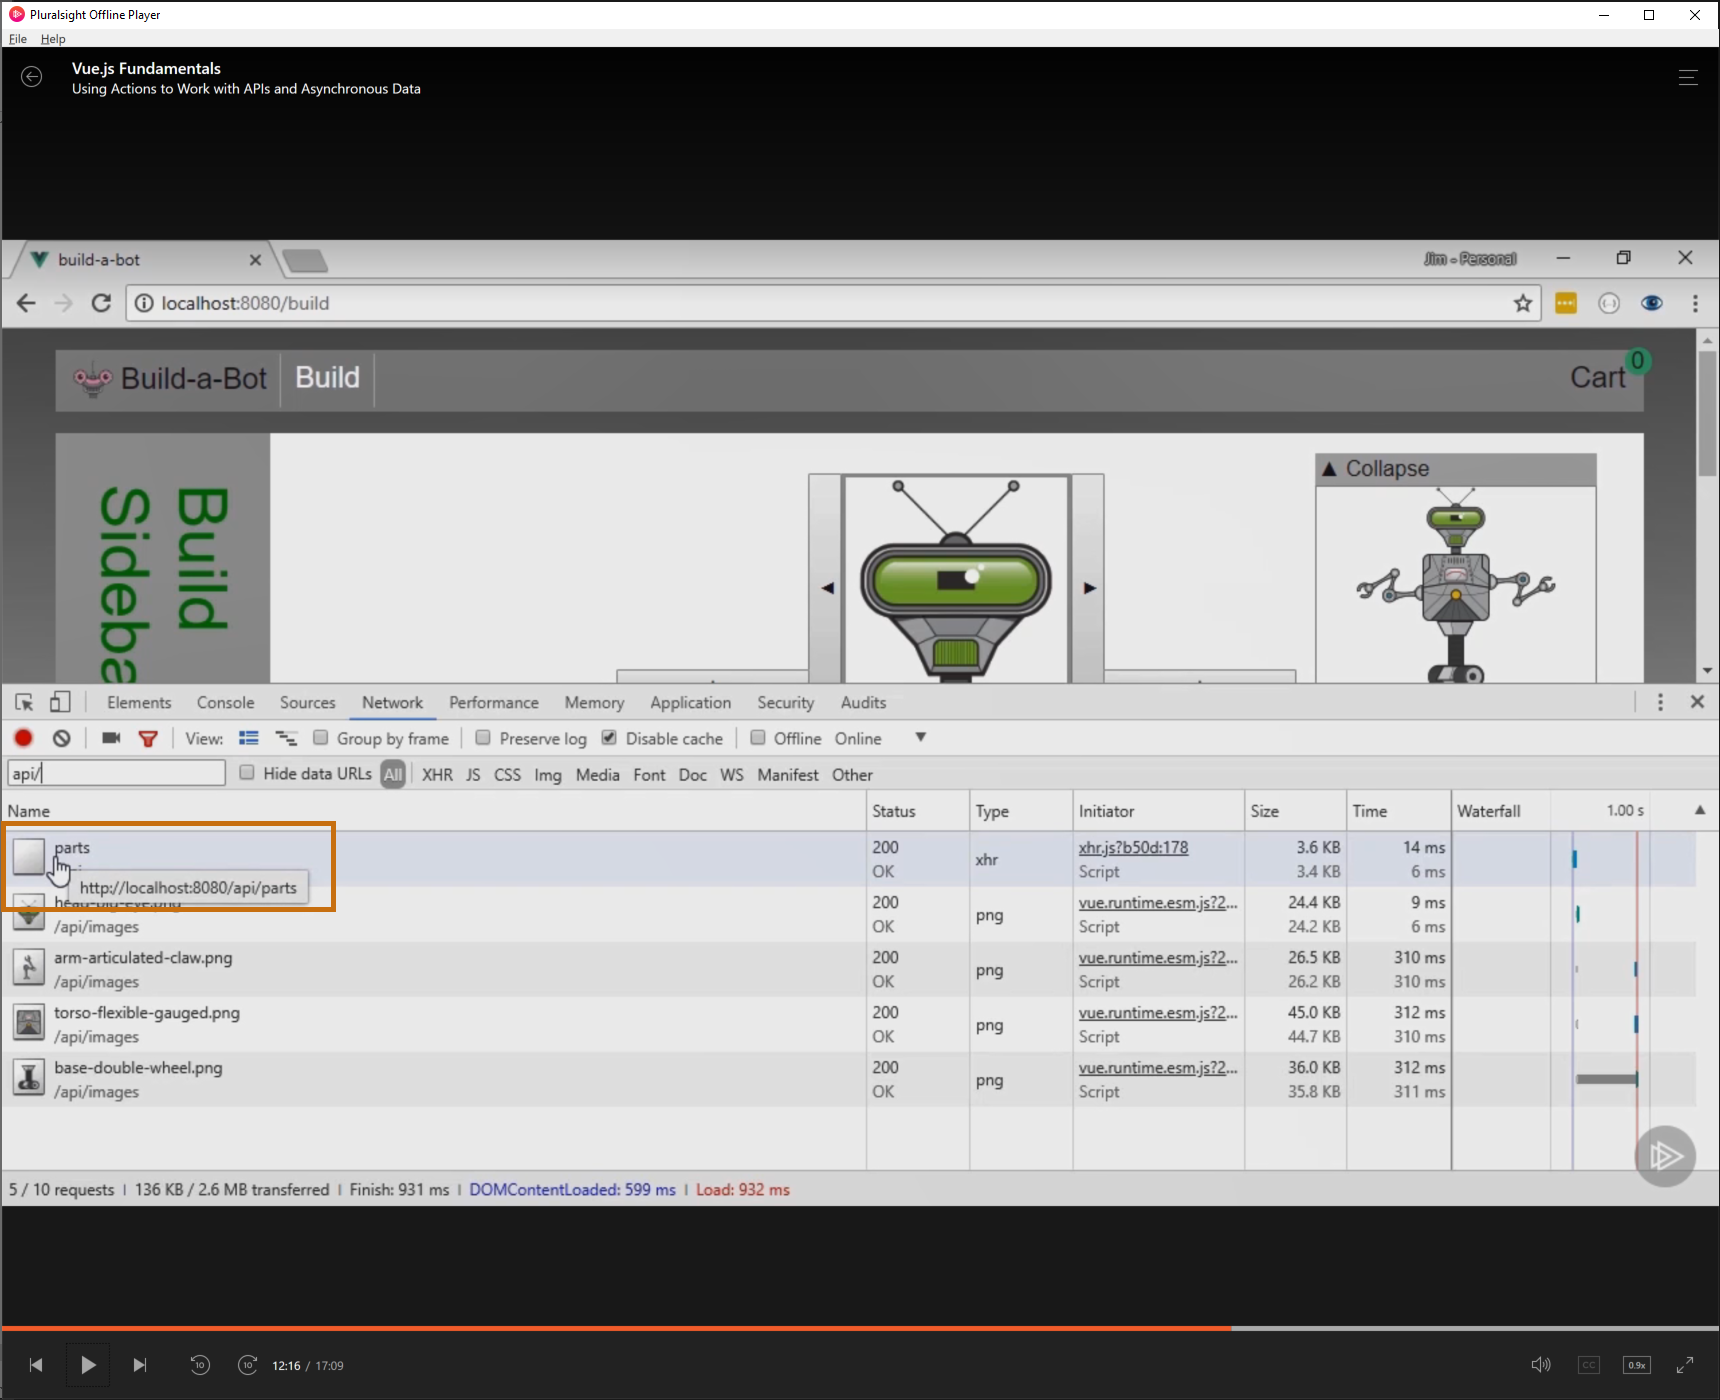 Pluralsight Offline Player
File Help
Vue.js Fundamentals
Using Actions to Work with APIs and Asynchronous Data
build-a-bot
Jim - Personal
localhost:8080/build
Build-a-Bot Build Cart 0
Build
Sideba
▲ Collapse
Elements Console Sources Network Performance Memory Application Security Audits
View: Group by frame Preserve log Disable cache Offline Online
api/ Hide data URLs All XHR JS CSS Img Media Font Doc WS Manifest Other
Name Status Type Initiator Size Time Waterfall 1.00 s
parts 200 xhr xhr.js?b50d:178 3.6 KB 14 ms
OK Script 3.4 KB 6 ms
http://localhost:8080/api/parts
head-big-eye.png 200 png vue.runtime.esm.js?2... 24.4 KB 9 ms
/api/images OK Script 24.2 KB 6 ms
arm-articulated-claw.png 200 png vue.runtime.esm.js?2... 26.5 KB 310 ms
/api/images OK Script 26.2 KB 310 ms
torso-flexible-gauged.png 200 png vue.runtime.esm.js?2... 45.0 KB 312 ms
/api/images OK Script 44.7 KB 310 ms
base-double-wheel.png 200 png vue.runtime.esm.js?2... 36.0 KB 312 ms
/api/images OK Script 35.8 KB 311 ms
5 / 10 requests | 136 KB / 2.6 MB transferred | Finish: 931 ms | DOMContentLoaded: 599 ms | Load: 932 ms
10 10 12:16 / 17:09 CC 0.9x